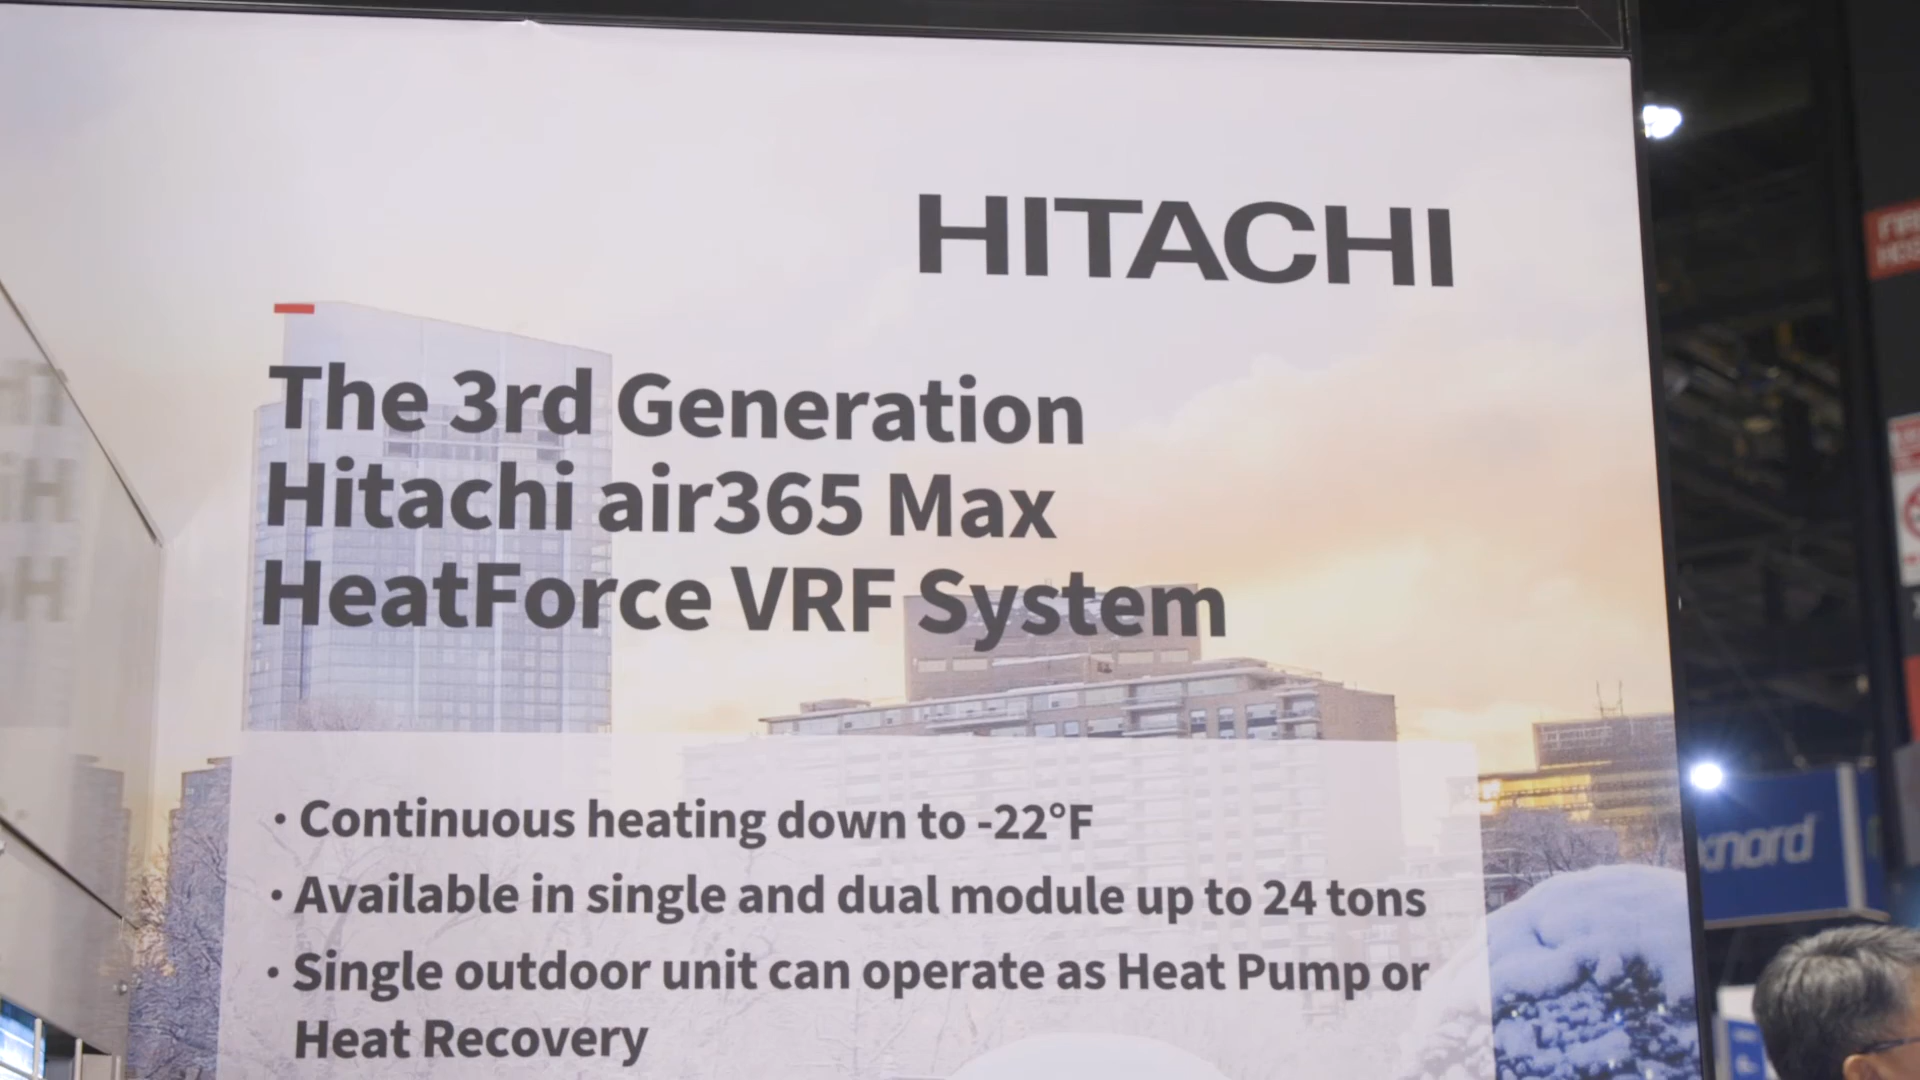 HITACHI
The 3rd Generation
Hitachi air365 Max
HeatForce VRF System
· Continuous heating down to -22°F
· Available in single and dual module up to 24 tons
· Single outdoor unit can operate as Heat Pump or
Heat Recovery